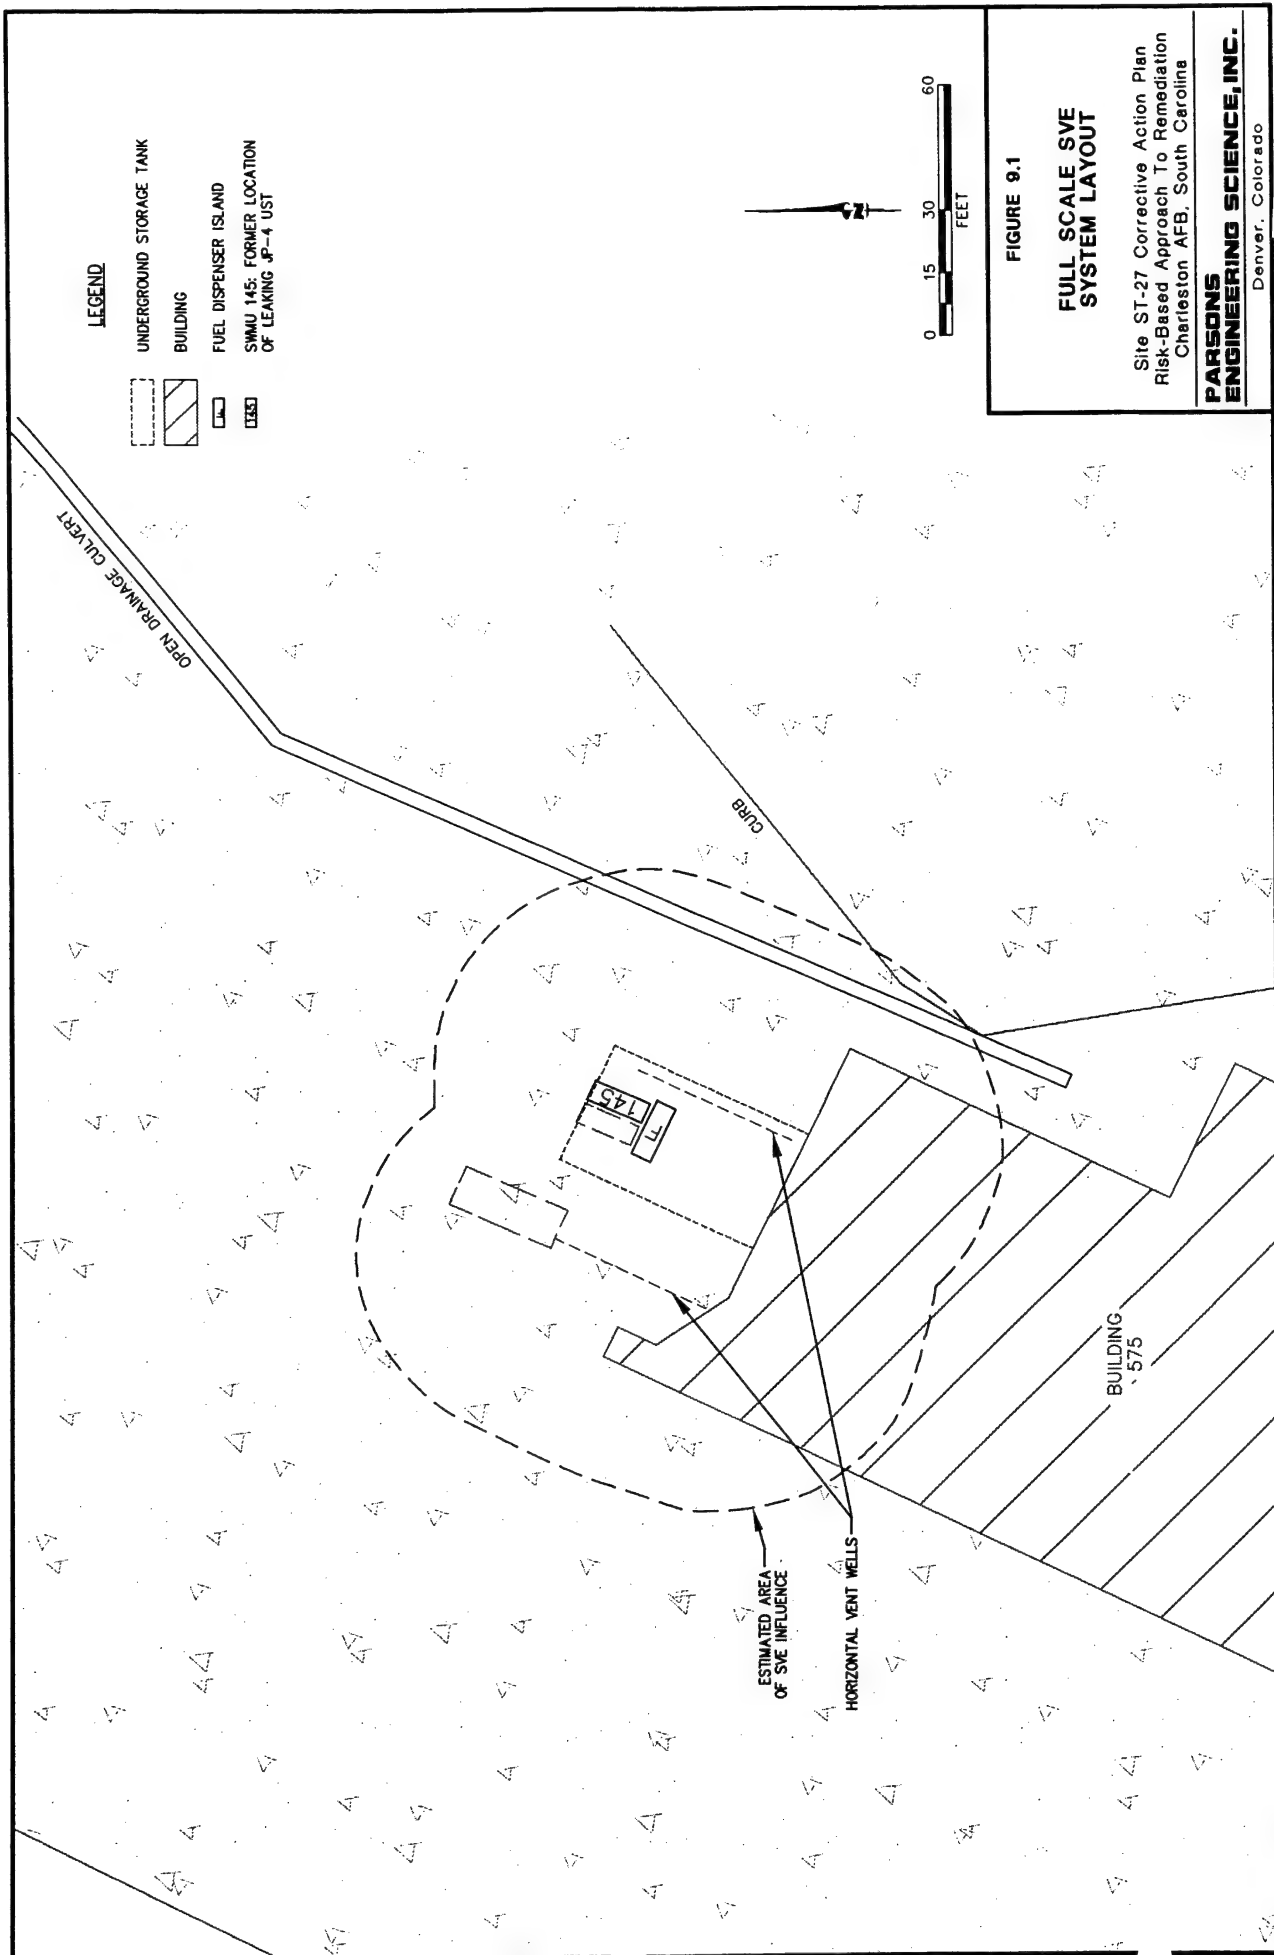 LEGEND
UNDERGROUND STORAGE TANK
BUILDING
FUEL DISPENSER ISLAND
145
SWMU 145: FORMER LOCATION
OF LEAKING JP-4 UST
OPEN DRAINAGE CULVERT
CURB
145
F
ESTIMATED AREA
OF SVE INFLUENCE
HORIZONTAL VENT WELLS
BUILDING
575
N
0 15 30 60
FEET
FIGURE 9.1
FULL SCALE SVE
SYSTEM LAYOUT
Site ST-27 Corrective Action Plan
Risk-Based Approach To Remediation
Charleston AFB, South Carolina
PARSONS
ENGINEERING SCIENCE, INC.
Denver, Colorado